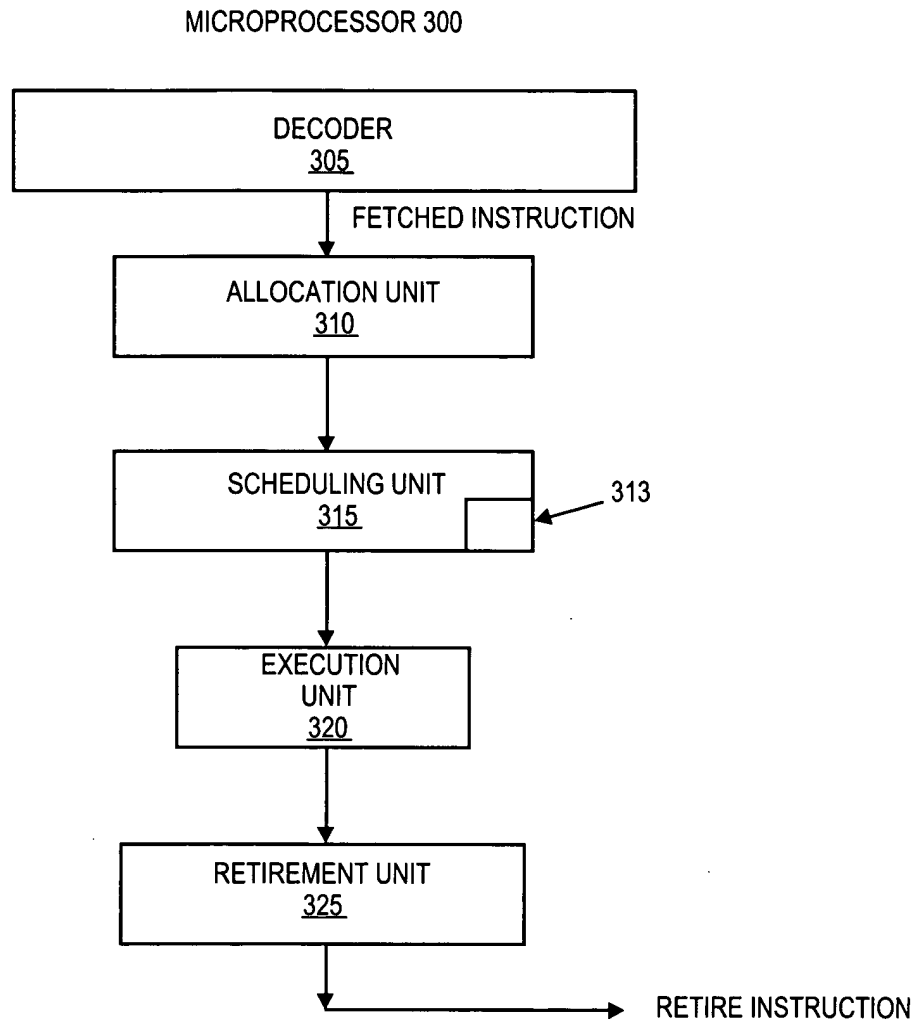 MICROPROCESSOR 300
DECODER
305
FETCHED INSTRUCTION
ALLOCATION UNIT
310
SCHEDULING UNIT
315
313
EXECUTION
UNIT
320
RETIREMENT UNIT
325
RETIRE INSTRUCTION